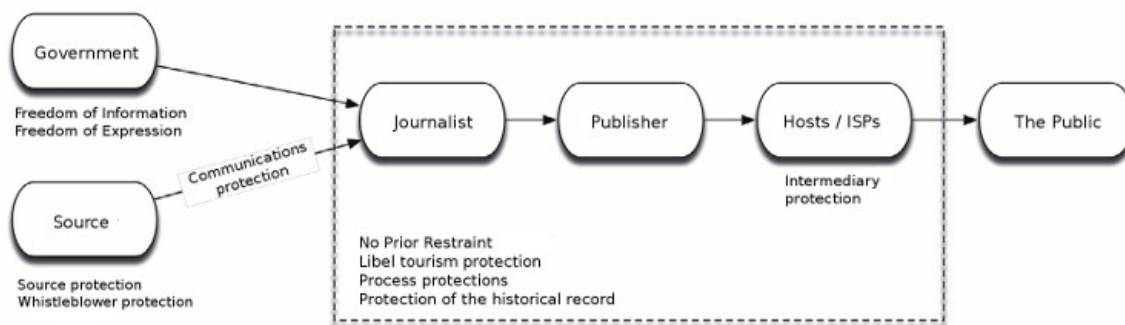 Government
Freedom of Information
Freedom of Expression
Communications
protection
Source
Source protection
Whistleblower protection
Journalist
Publisher
Hosts / ISPs
Intermediary
protection
The Public
No Prior Restraint
Libel tourism protection
Process protections
Protection of the historical record